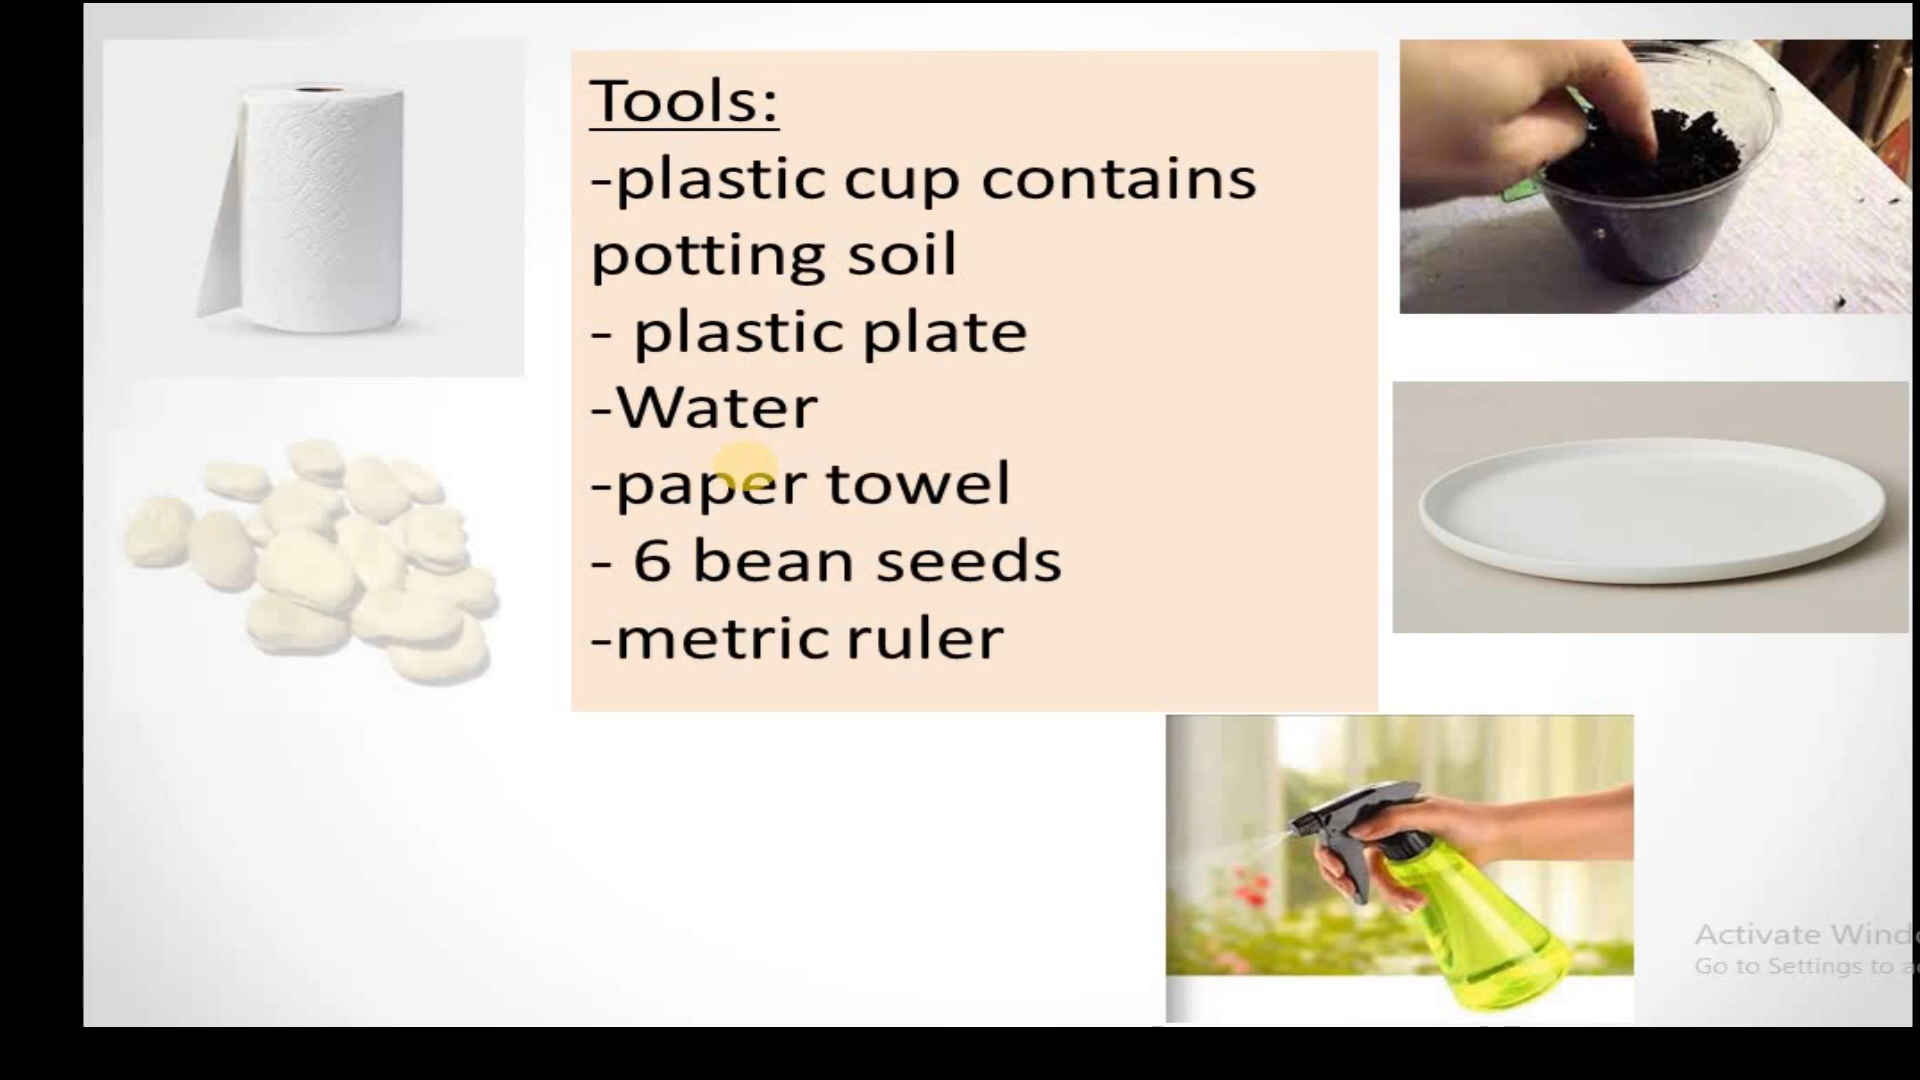 Tools:
-plastic cup contains
potting soil
- plastic plate
-Water
-paper towel
- 6 bean seeds
-metric ruler
Activate
Go to Settings to